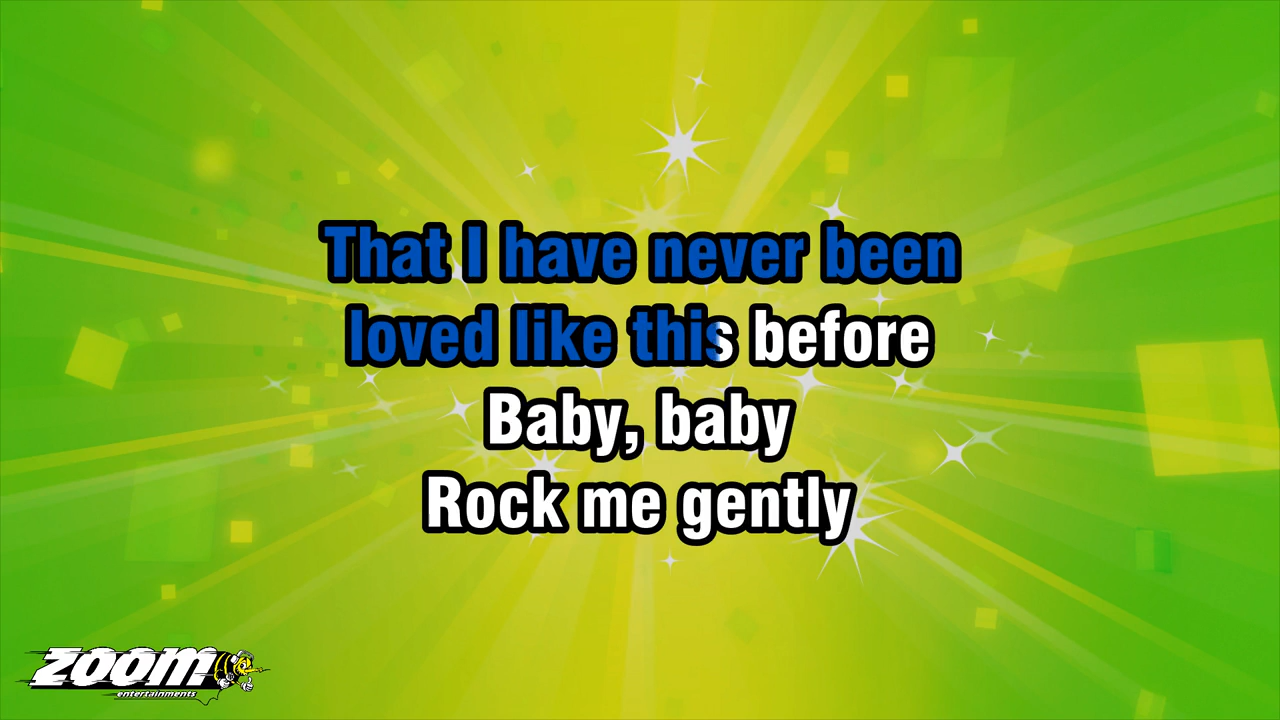 That I have never been
loved like this before
Baby, baby
Rock me gently
zoom
entertainments